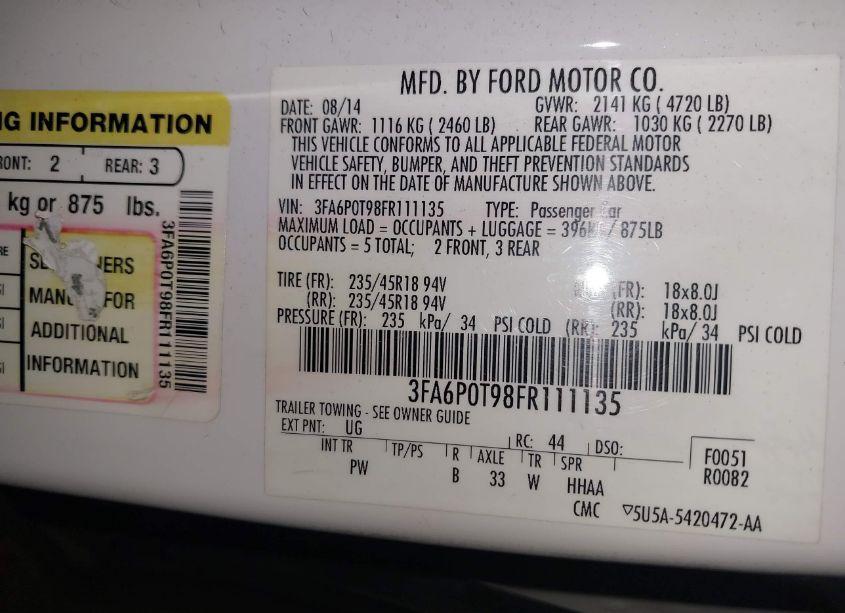 NG INFORMATION
RONT: 2 REAR: 3
kg or 875 lbs.
SE OWNERS
MANU FOR
ADDITIONAL
INFORMATION
3FA6P0T98FR111135
MFD. BY FORD MOTOR CO.
DATE: 08/14 GVWR: 2141 KG ( 4720 LB)
FRONT GAWR: 1116 KG ( 2460 LB) REAR GAWR: 1030 KG ( 2270 LB)
THIS VEHICLE CONFORMS TO ALL APPLICABLE FEDERAL MOTOR
VEHICLE SAFETY, BUMPER, AND THEFT PREVENTION STANDARDS
IN EFFECT ON THE DATE OF MANUFACTURE SHOWN ABOVE.
VIN: 3FA6P0T98FR111135 TYPE: Passenger Car
MAXIMUM LOAD = OCCUPANTS + LUGGAGE = 396KG / 875LB
OCCUPANTS = 5 TOTAL; 2 FRONT, 3 REAR
TIRE (FR): 235/45R18 94V (FR): 18x8.0J
(RR): 235/45R18 94V (RR): 18x8.0J
PRESSURE (FR): 235 kPa/ 34 PSI COLD (RR): 235 kPa/ 34 PSI COLD
3FA6P0T98FR111135
TRAILER TOWING - SEE OWNER GUIDE
EXT PNT: UG RC: 44 DSO: F0051
INT TR TP/PS R AXLE TR SPR R0082
PW B 33 W HHAA
CMC ▽5U5A-5420472-AA